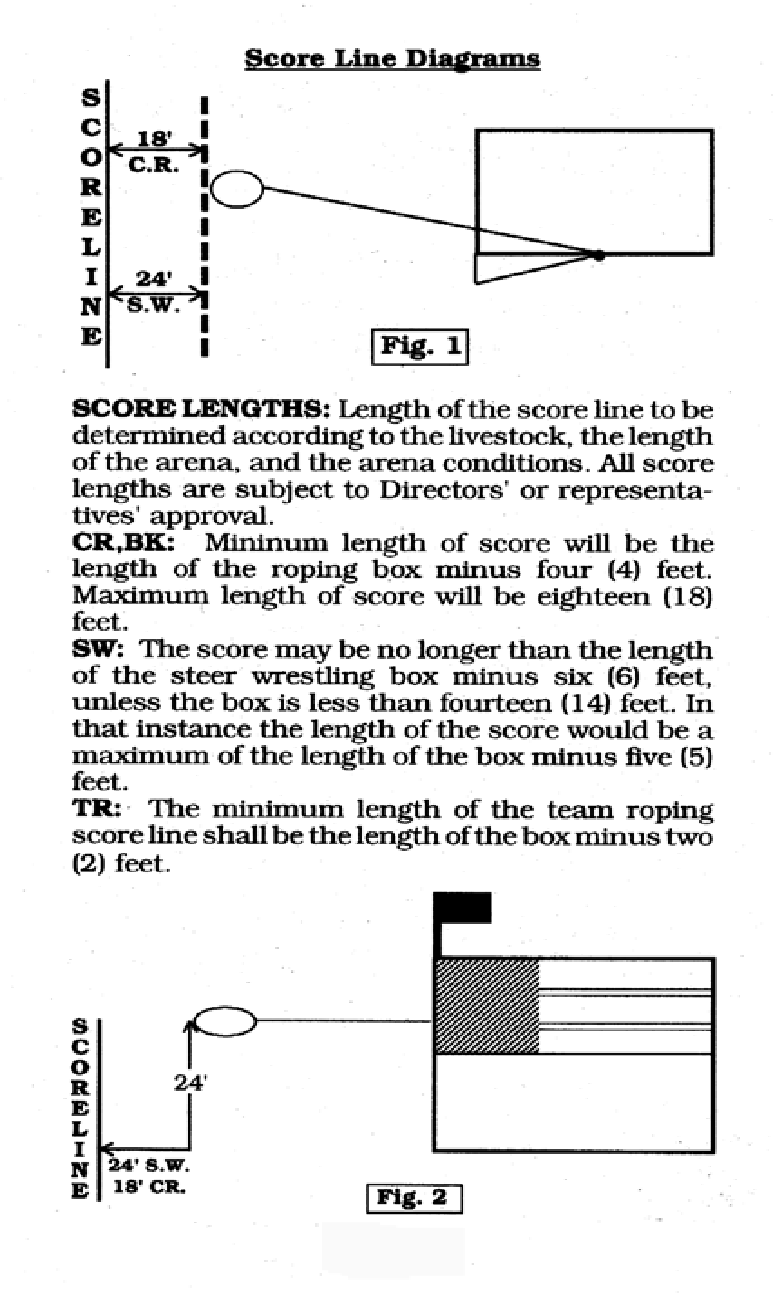 Score Line Diagrams
SCORELINE
18'
C.R.
24'
S.W.
Fig. 1
SCORE LENGTHS: Length of the score line to be
determined according to the livestock, the length
of the arena, and the arena conditions. All score
lengths are subject to Directors' or representa-
tives' approval.
CR,BK: Mininum length of score will be the
length of the roping box minus four (4) feet.
Maximum length of score will be eighteen (18)
feet.
SW: The score may be no longer than the length
of the steer wrestling box minus six (6) feet,
unless the box is less than fourteen (14) feet. In
that instance the length of the score would be a
maximum of the length of the box minus five (5)
feet.
TR: The minimum length of the team roping
score line shall be the length of the box minus two
(2) feet.
SCORELINE
24'
24' S.W.
18' CR.
Fig. 2